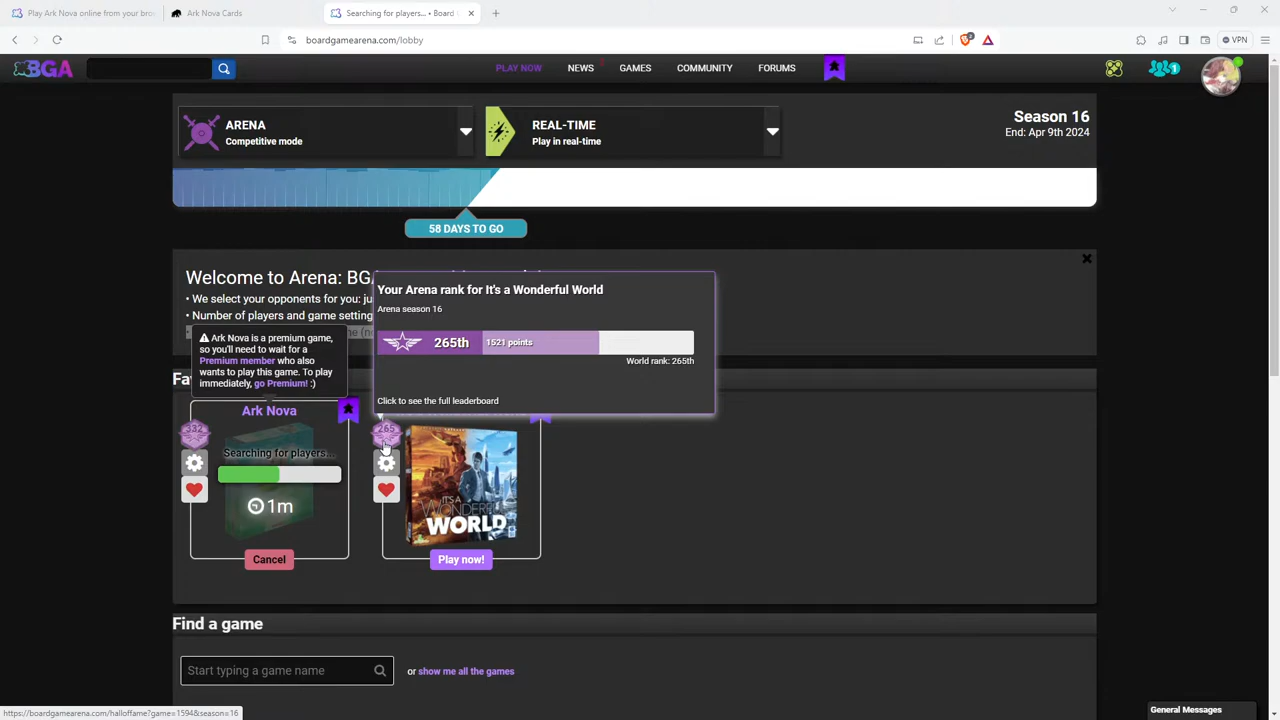 Play Ark Nova online from your bro
Ark Nova Cards
Searching for players... • Board
boardgamearena.com/lobby
2
VPN
BGA
PLAY NOW
NEWS
GAMES
COMMUNITY
FORUMS
1
ARENA
Competitive mode
REAL-TIME
Play in real-time
Season 16
End: Apr 9th 2024
58 DAYS TO GO
Welcome to Arena: BG
• We select your opponents for you: ju
• Number of players and game setting
Your Arena rank for It's a Wonderful World
Arena season 16
265th
1521 points
World rank: 265th
Click to see the full leaderboard
Ark Nova is a premium game,
so you'll need to wait for a
Premium member who also
wants to play this game. To play
immediately, go Premium! :)
Fa
Ark Nova
332
Searching for players...
1m
Cancel
265
IT'S A
WONDERFUL
WORLD
Play now!
Find a game
Start typing a game name
or show me all the games
https://boardgamearena.com/halloffame?game=1594&season=16
General Messages